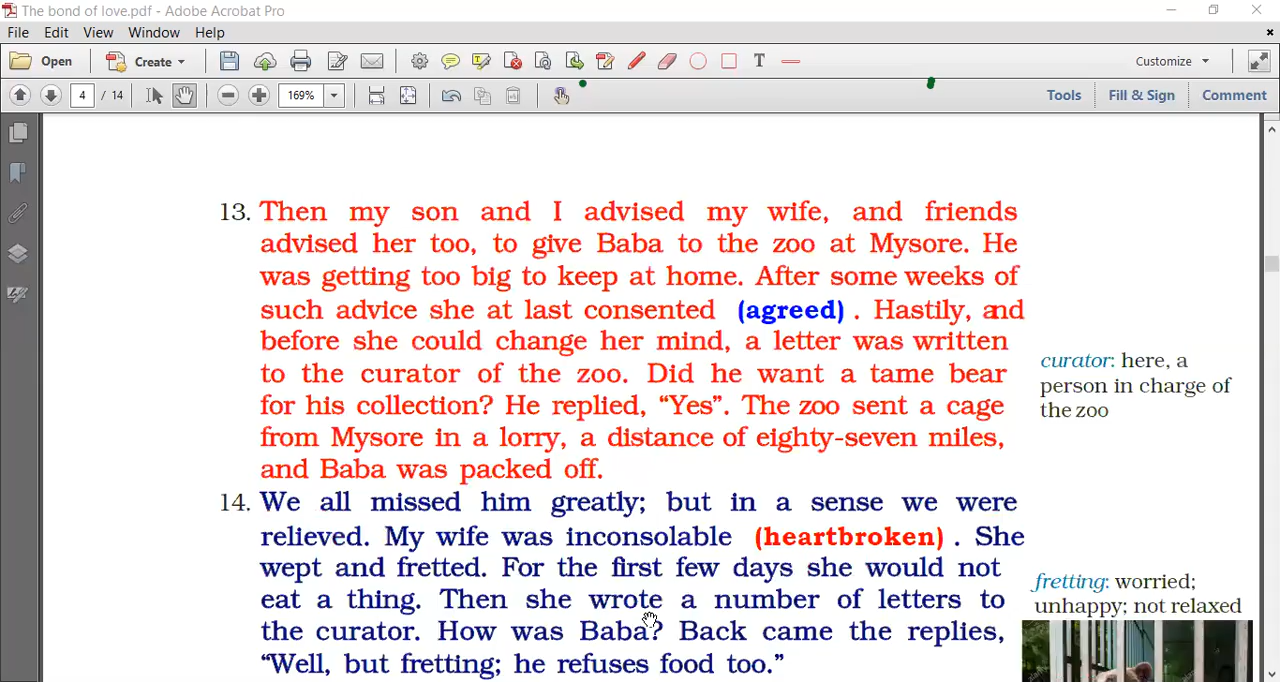 The bond of love.pdf - Adobe Acrobat Pro
File Edit View Window Help
Open Create Customize
4 / 14 169% Tools Fill & Sign Comment
13. Then my son and I advised my wife, and friends
advised her too, to give Baba to the zoo at Mysore. He
was getting too big to keep at home. After some weeks of
such advice she at last consented (agreed) . Hastily, and
before she could change her mind, a letter was written
to the curator of the zoo. Did he want a tame bear
for his collection? He replied, “Yes”. The zoo sent a cage
from Mysore in a lorry, a distance of eighty-seven miles,
and Baba was packed off.
curator: here, a
person in charge of
the zoo
14. We all missed him greatly; but in a sense we were
relieved. My wife was inconsolable (heartbroken) . She
wept and fretted. For the first few days she would not
eat a thing. Then she wrote a number of letters to
the curator. How was Baba? Back came the replies,
“Well, but fretting; he refuses food too.”
fretting: worried;
unhappy; not relaxed